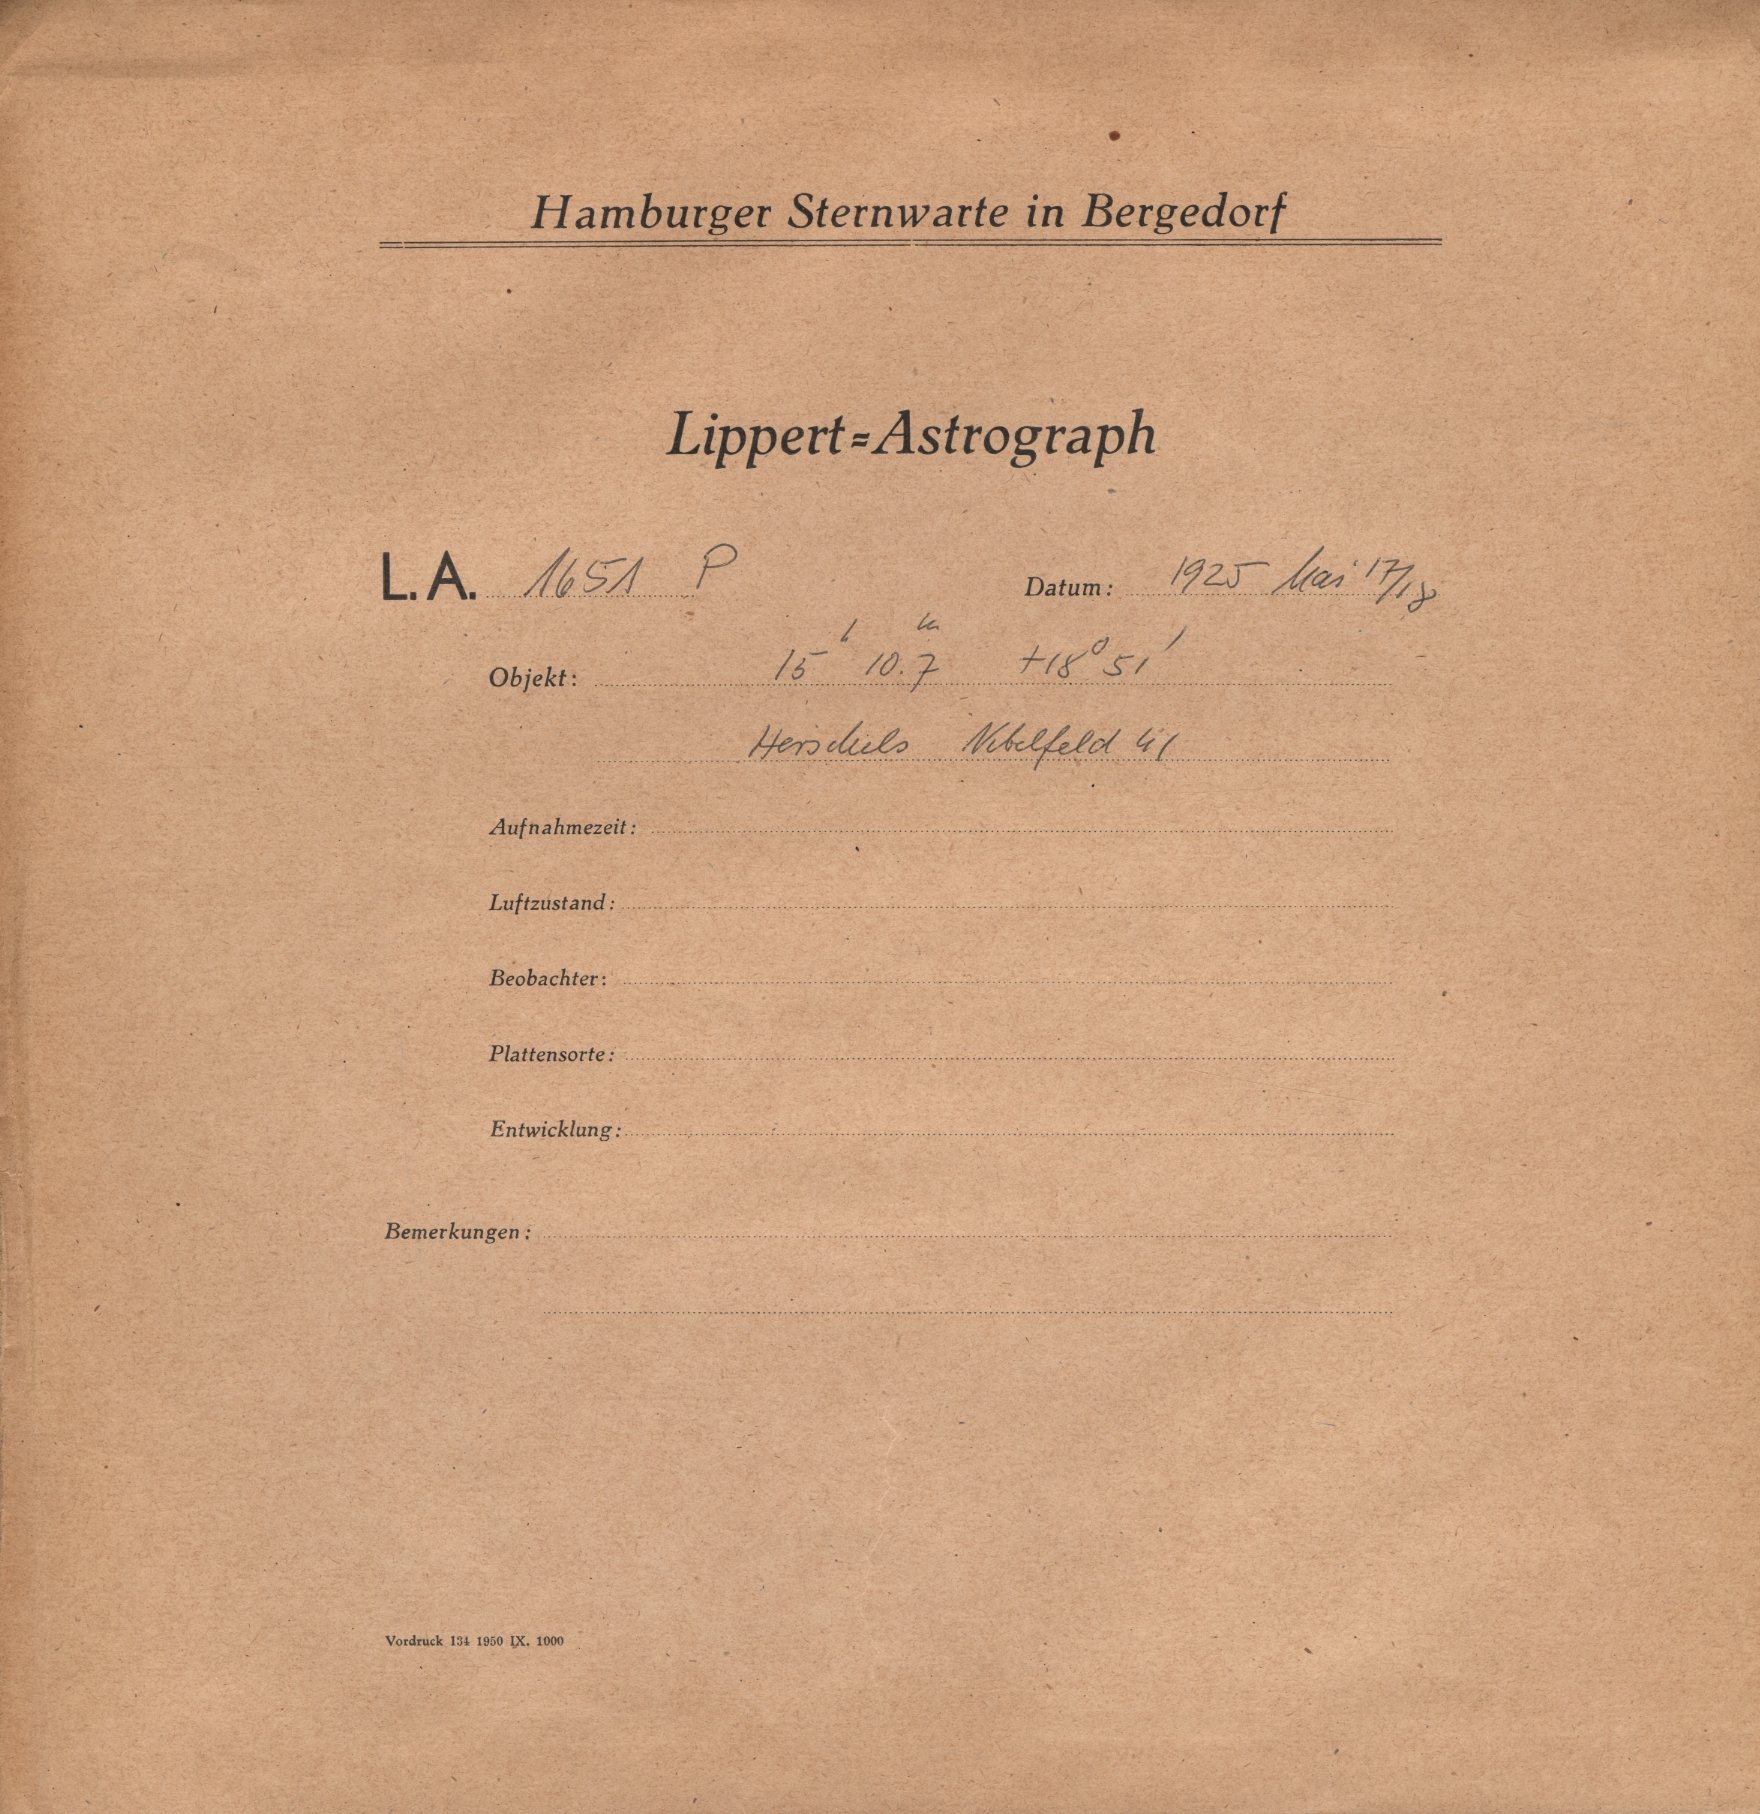 Hamburger Sternwarte in Bergedorf
Lippert=Astrograph
L.A. 1651 P Datum: 1925 Mai 17/18
Objekt: 15h 10.7m +18° 51'
Herschels Nebelfeld 41
Aufnahmezeit:
Luftzustand:
Beobachter:
Plattensorte:
Entwicklung:
Bemerkungen:
Vordruck 134 1950 IX. 1000